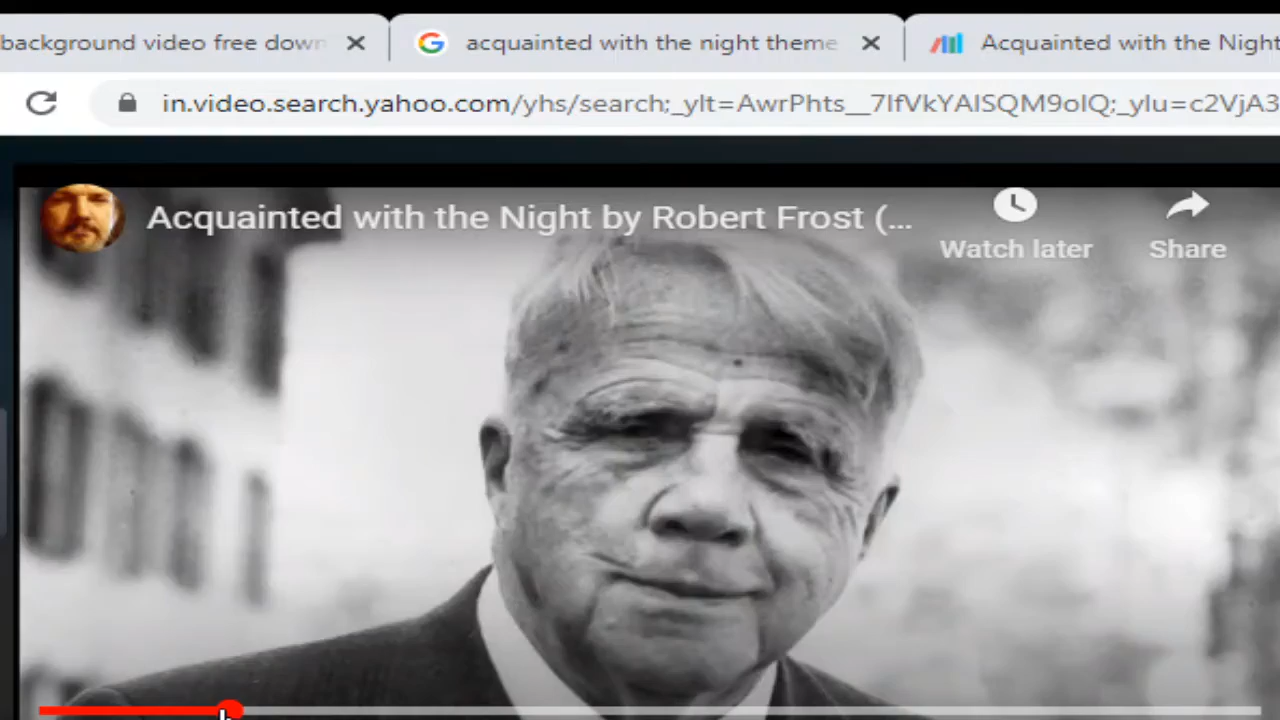 background video free down
acquainted with the night theme
Acquainted with the Night
in.video.search.yahoo.com/yhs/search;_ylt=AwrPhts__7IfVkYAISQM9oIQ;_ylu=c2VjA3
Acquainted with the Night by Robert Frost (...
Watch later
Share